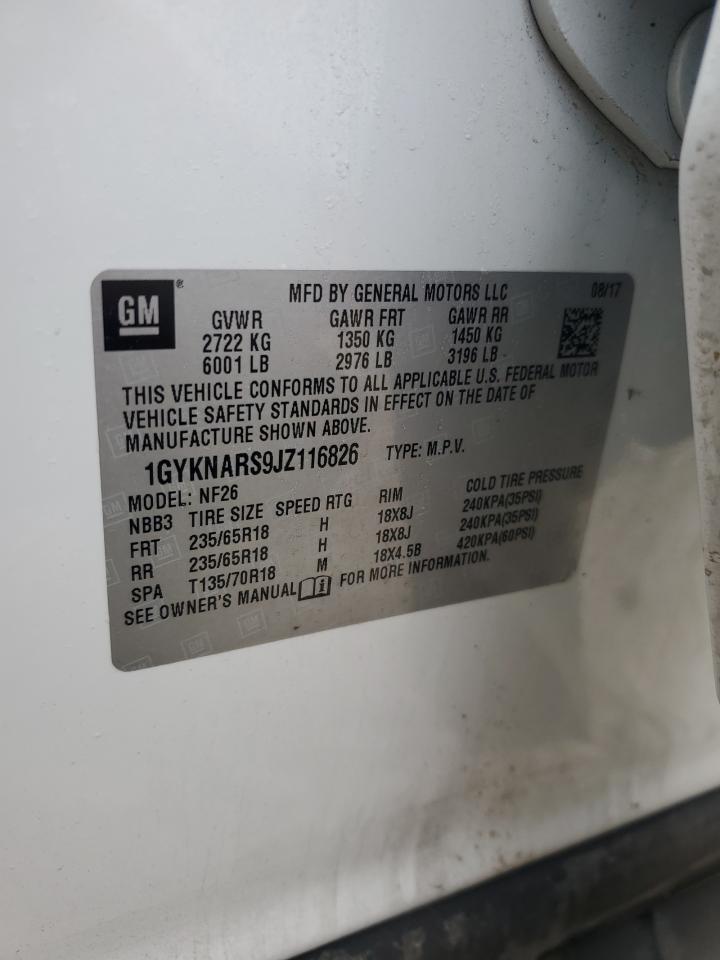 GM ®
MFD BY GENERAL MOTORS LLC 08/17
GVWR GAWR FRT GAWR RR
2722 KG 1350 KG 1450 KG
6001 LB 2976 LB 3196 LB
THIS VEHICLE CONFORMS TO ALL APPLICABLE U.S. FEDERAL MOTOR
VEHICLE SAFETY STANDARDS IN EFFECT ON THE DATE OF
MANUFACTURE SHOWN ABOVE.
1GYKNARS9JZ116826 TYPE: M.P.V.
MODEL: NF26
NBB3 TIRE SIZE SPEED RTG RIM COLD TIRE PRESSURE
FRT 235/65R18 H 18X8J 240KPA(35PSI)
RR 235/65R18 H 18X8J 240KPA(35PSI)
SPA T135/70R18 M 18X4.5B 420KPA(60PSI)
SEE OWNER'S MANUAL FOR MORE INFORMATION.